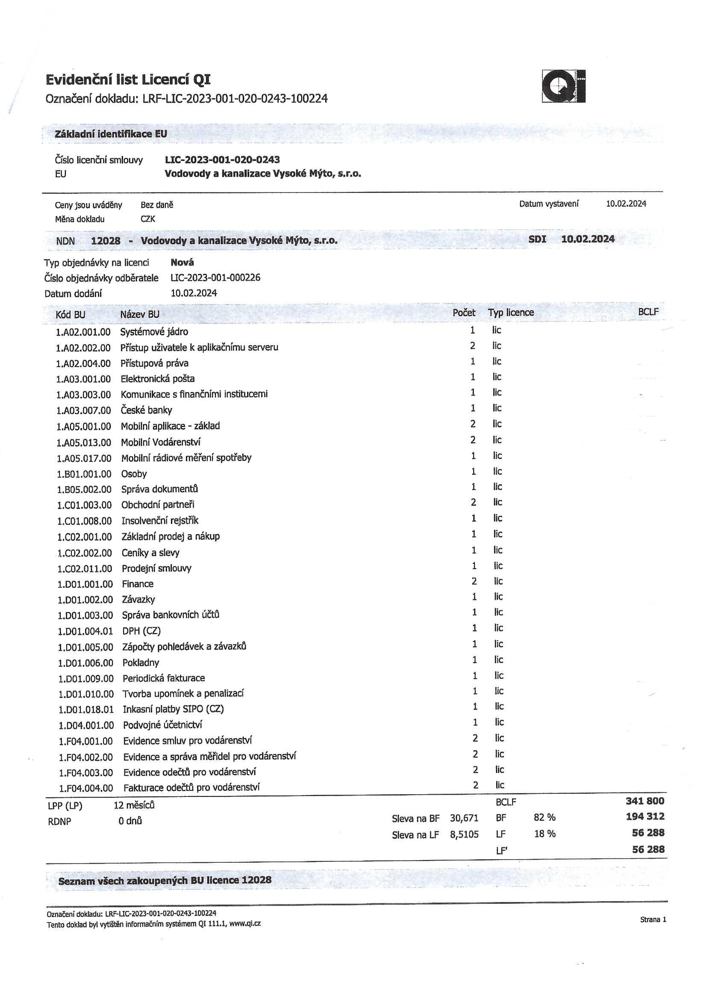 Evidenční list Licencí QI
Označení dokladu: LRF-LIC-2023-001-020-0243-100224
Qi
Základní identifikace EU
Číslo licenční smlouvy LIC-2023-001-020-0243
EU Vodovody a kanalizace Vysoké Mýto, s.r.o.
Ceny jsou uváděny Bez daně Datum vystavení 10.02.2024
Měna dokladu CZK
NDN 12028 - Vodovody a kanalizace Vysoké Mýto, s.r.o. SDI 10.02.2024
Typ objednávky na licenci Nová
Číslo objednávky odběratele LIC-2023-001-000226
Datum dodání 10.02.2024
Kód BU Název BU Počet Typ licence BCLF
1.A02.001.00 Systémové jádro 1 lic
1.A02.002.00 Přístup uživatele k aplikačnímu serveru 2 lic
1.A02.004.00 Přístupová práva 1 lic
1.A03.001.00 Elektronická pošta 1 lic
1.A03.003.00 Komunikace s finančními institucemi 1 lic
1.A03.007.00 České banky 1 lic
1.A05.001.00 Mobilní aplikace - základ 2 lic
1.A05.013.00 Mobilní Vodárenství 2 lic
1.A05.017.00 Mobilní rádiové měření spotřeby 1 lic
1.B01.001.00 Osoby 1 lic
1.B05.002.00 Správa dokumentů 1 lic
1.C01.003.00 Obchodní partneři 2 lic
1.C01.008.00 Insolvenční rejstřík 1 lic
1.C02.001.00 Základní prodej a nákup 1 lic
1.C02.002.00 Ceníky a slevy 1 lic
1.C02.011.00 Prodejní smlouvy 1 lic
1.D01.001.00 Finance 2 lic
1.D01.002.00 Závazky 1 lic
1.D01.003.00 Správa bankovních účtů 1 lic
1.D01.004.01 DPH (CZ) 1 lic
1.D01.005.00 Zápočty pohledávek a závazků 1 lic
1.D01.006.00 Pokladny 1 lic
1.D01.009.00 Periodická fakturace 1 lic
1.D01.010.00 Tvorba upomínek a penalizací 1 lic
1.D01.018.01 Inkasní platby SIPO (CZ) 1 lic
1.D04.001.00 Podvojné účetnictví 1 lic
1.F04.001.00 Evidence smluv pro vodárenství 2 lic
1.F04.002.00 Evidence a správa měřidel pro vodárenství 2 lic
1.F04.003.00 Evidence odečtů pro vodárenství 2 lic
1.F04.004.00 Fakturace odečtů pro vodárenství 2 lic
LPP (LP) 12 měsíců BCLF 341 800
RDNP 0 dnů Sleva na BF 30,671 BF 82 % 194 312
Sleva na LF 8,5105 LF 18 % 56 288
LF' 56 288
Seznam všech zakoupených BU licence 12028
Označení dokladu: LRF-LIC-2023-001-020-0243-100224
Tento doklad byl vytištěn informačním systémem QI 111.1, www.qi.cz Strana 1